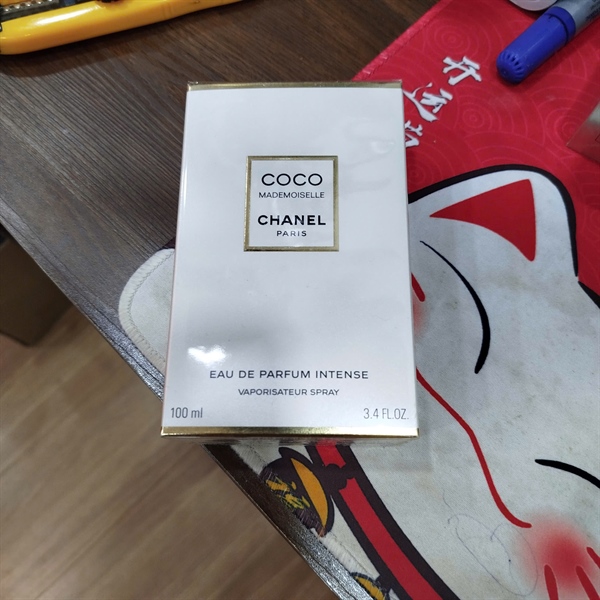 COCO
MADEMOISELLE
CHANEL
PARIS
EAU DE PARFUM INTENSE
VAPORISATEUR SPRAY
100 ml 3.4 FL.OZ.